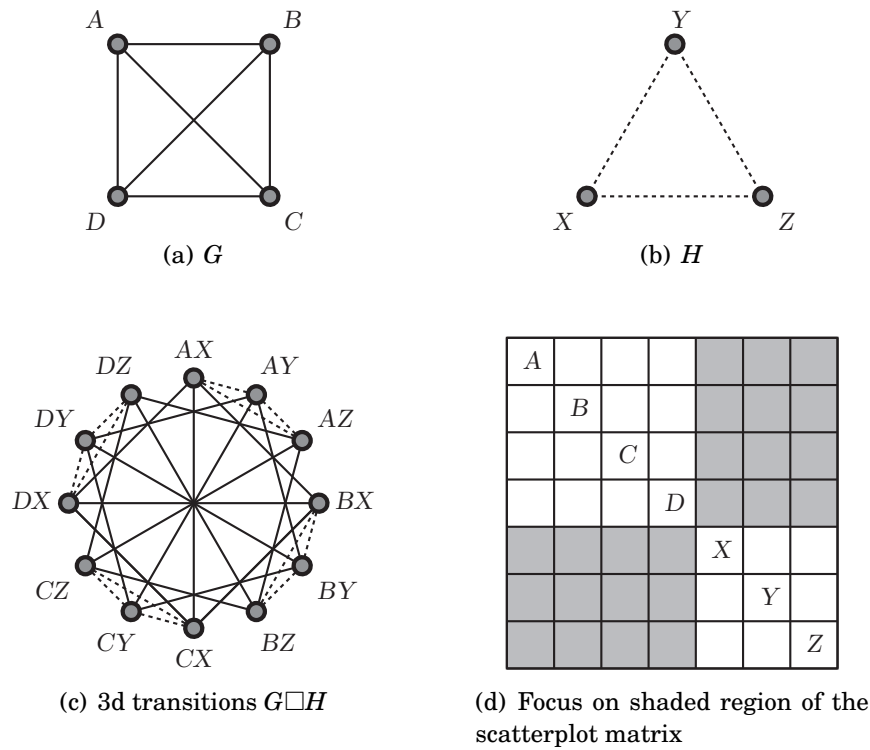 A B
Y
D C
X Z
(a) G
(b) H
AX
DZ AY
DY AZ
DX BX
CZ BY
CY BZ
CX
A
B
C
D
X
Y
Z
(c) 3d transitions G□H
(d) Focus on shaded region of the
scatterplot matrix